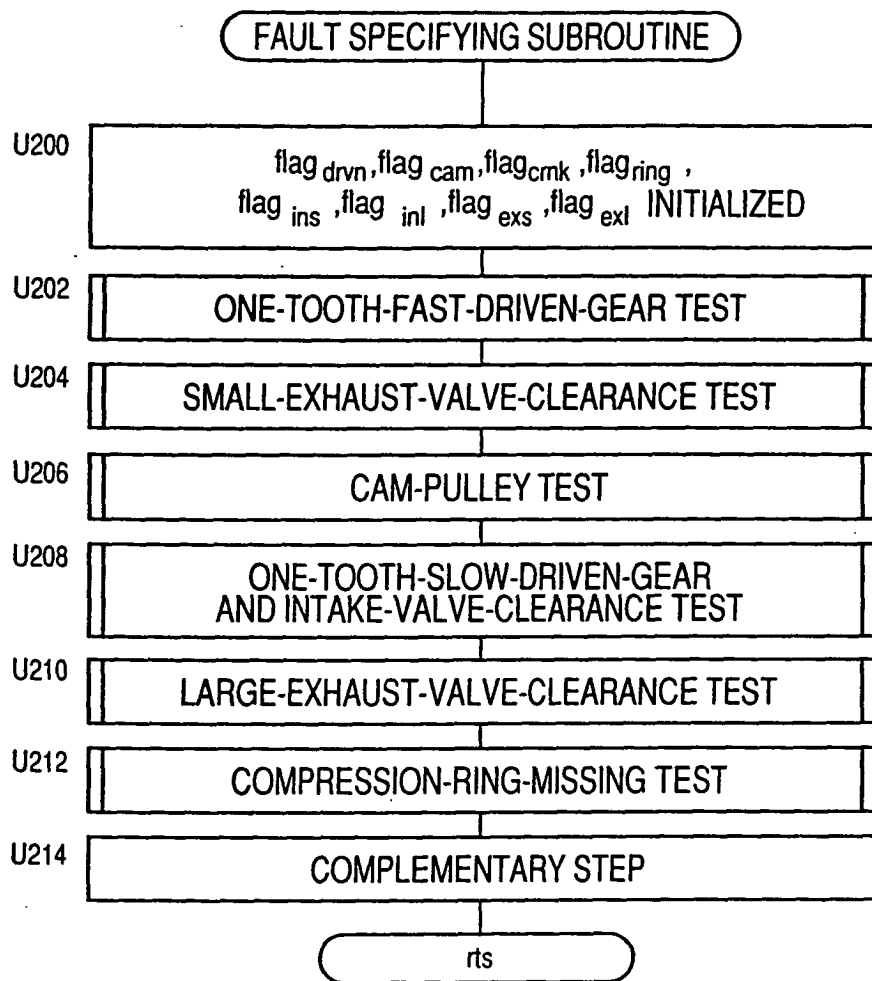 FAULT SPECIFYING SUBROUTINE
U200
flag drvn, flag cam, flag crnk, flag ring ,
flag ins , flag inl , flag exs , flag exl INITIALIZED
U202
ONE-TOOTH-FAST-DRIVEN-GEAR TEST
U204
SMALL-EXHAUST-VALVE-CLEARANCE TEST
U206
CAM-PULLEY TEST
U208
ONE-TOOTH-SLOW-DRIVEN-GEAR
AND INTAKE-VALVE-CLEARANCE TEST
U210
LARGE-EXHAUST-VALVE-CLEARANCE TEST
U212
COMPRESSION-RING-MISSING TEST
U214
COMPLEMENTARY STEP
rts